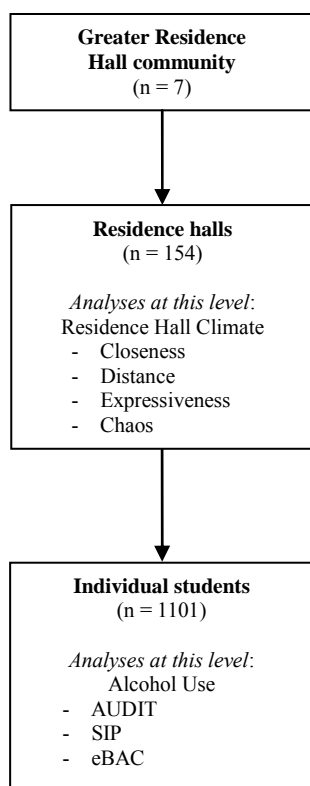 Greater Residence
Hall community
(n = 7)
Residence halls
(n = 154)
Analyses at this level:
Residence Hall Climate
- Closeness
- Distance
- Expressiveness
- Chaos
Individual students
(n = 1101)
Analyses at this level:
Alcohol Use
- AUDIT
- SIP
- eBAC